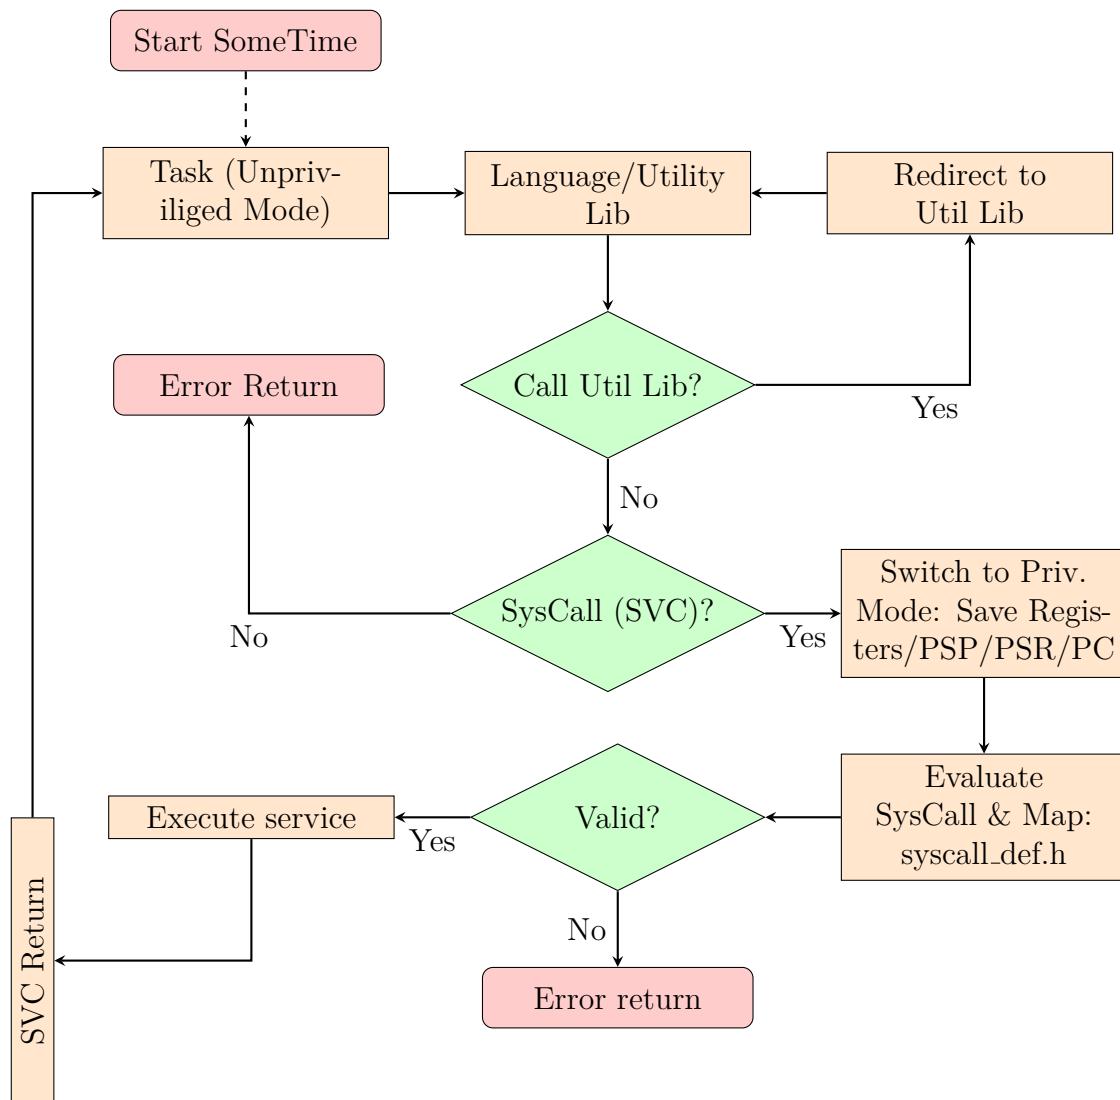 Start SomeTime
Task (Unpriv-
iliged Mode)
Language/Utility
Lib
Redirect to
Util Lib
Call Util Lib?
Yes
Error Return
No
SysCall (SVC)?
No
Yes
Switch to Priv.
Mode: Save Regis-
ters/PSP/PSR/PC
Evaluate
SysCall & Map:
syscall_def.h
Valid?
Yes
Execute service
No
SVC Return
Error return